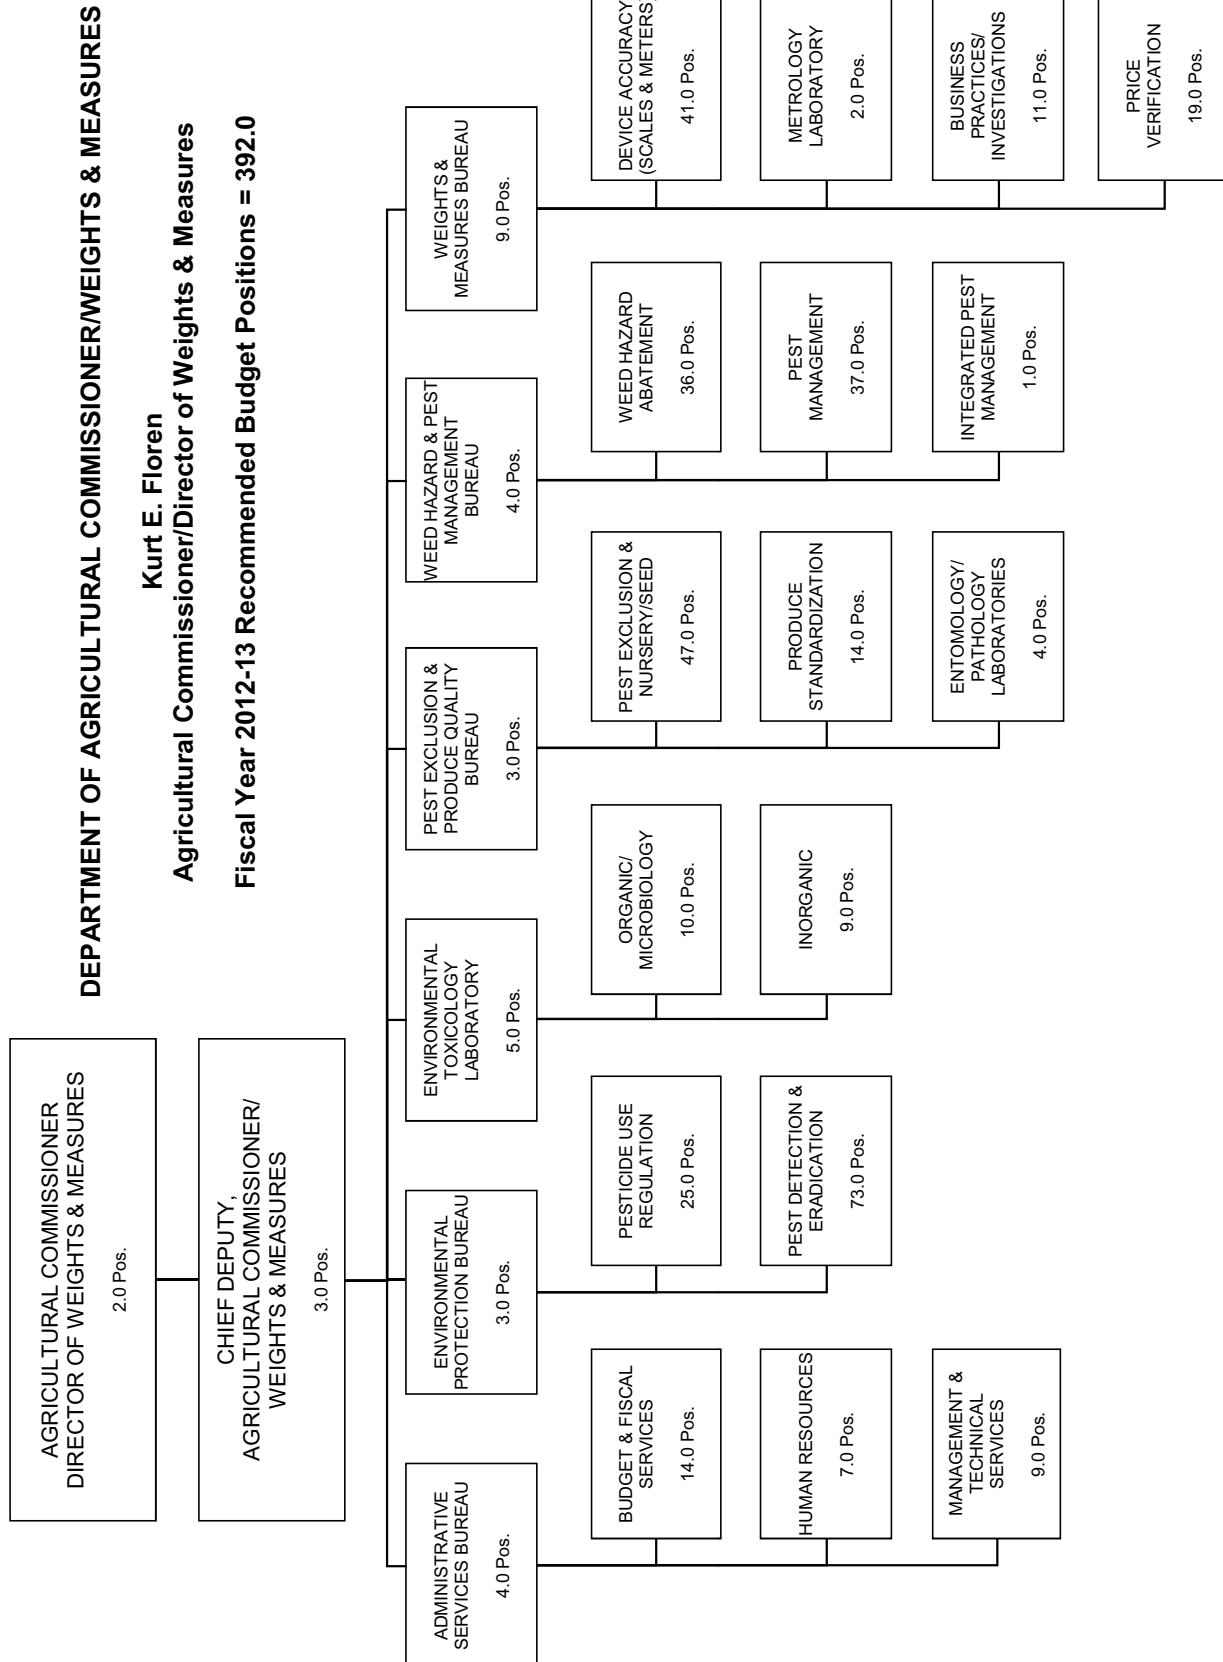 DEPARTMENT OF AGRICULTURAL COMMISSIONER/WEIGHTS & MEASURES
Kurt E. Floren
Agricultural Commissioner/Director of Weights & Measures
Fiscal Year 2012-13 Recommended Budget Positions = 392.0
AGRICULTURAL COMMISSIONER
DIRECTOR OF WEIGHTS & MEASURES
2.0 Pos.
CHIEF DEPUTY,
AGRICULTURAL COMMISSIONER/
WEIGHTS & MEASURES
3.0 Pos.
ADMINISTRATIVE
SERVICES BUREAU
4.0 Pos.
BUDGET & FISCAL
SERVICES
14.0 Pos.
HUMAN RESOURCES
7.0 Pos.
MANAGEMENT &
TECHNICAL
SERVICES
9.0 Pos.
ENVIRONMENTAL
PROTECTION BUREAU
3.0 Pos.
PESTICIDE USE
REGULATION
25.0 Pos.
PEST DETECTION &
ERADICATION
73.0 Pos.
ENVIRONMENTAL
TOXICOLOGY
LABORATORY
5.0 Pos.
ORGANIC/
MICROBIOLOGY
10.0 Pos.
INORGANIC
9.0 Pos.
PEST EXCLUSION &
PRODUCE QUALITY
BUREAU
3.0 Pos.
PEST EXCLUSION &
NURSERY/SEED
47.0 Pos.
PRODUCE
STANDARDIZATION
14.0 Pos.
ENTOMOLOGY/
PATHOLOGY
LABORATORIES
4.0 Pos.
WEED HAZARD & PEST
MANAGEMENT
BUREAU
4.0 Pos.
WEED HAZARD
ABATEMENT
36.0 Pos.
PEST
MANAGEMENT
37.0 Pos.
INTEGRATED PEST
MANAGEMENT
1.0 Pos.
WEIGHTS &
MEASURES BUREAU
9.0 Pos.
DEVICE ACCURACY
(SCALES & METERS)
41.0 Pos.
METROLOGY
LABORATORY
2.0 Pos.
BUSINESS
PRACTICES/
INVESTIGATIONS
11.0 Pos.
PRICE
VERIFICATION
19.0 Pos.